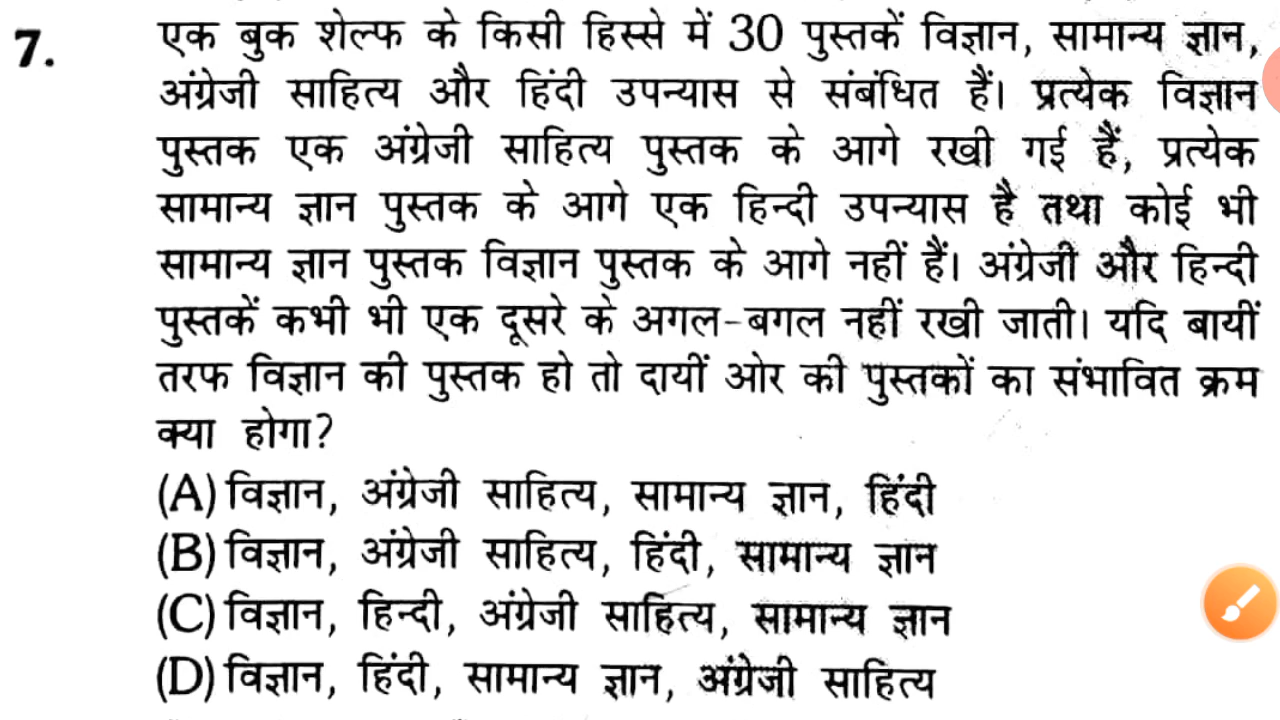 7. एक बुक शेल्फ के किसी हिस्से में 30 पुस्तकें विज्ञान, सामान्य ज्ञान,
अंग्रेजी साहित्य और हिंदी उपन्यास से संबंधित हैं। प्रत्येक विज्ञान
पुस्तक एक अंग्रेजी साहित्य पुस्तक के आगे रखी गई हैं, प्रत्येक
सामान्य ज्ञान पुस्तक के आगे एक हिन्दी उपन्यास है तथा कोई भी
सामान्य ज्ञान पुस्तक विज्ञान पुस्तक के आगे नहीं हैं। अंग्रेजी और हिन्दी
पुस्तकें कभी भी एक दूसरे के अगल-बगल नहीं रखी जाती। यदि बायीं
तरफ विज्ञान की पुस्तक हो तो दायीं ओर की पुस्तकों का संभावित क्रम
क्या होगा?
(A) विज्ञान, अंग्रेजी साहित्य, सामान्य ज्ञान, हिंदी
(B) विज्ञान, अंग्रेजी साहित्य, हिंदी, सामान्य ज्ञान
(C) विज्ञान, हिन्दी, अंग्रेजी साहित्य, सामान्य ज्ञान
(D) विज्ञान, हिंदी, सामान्य ज्ञान, अंग्रेजी साहित्य